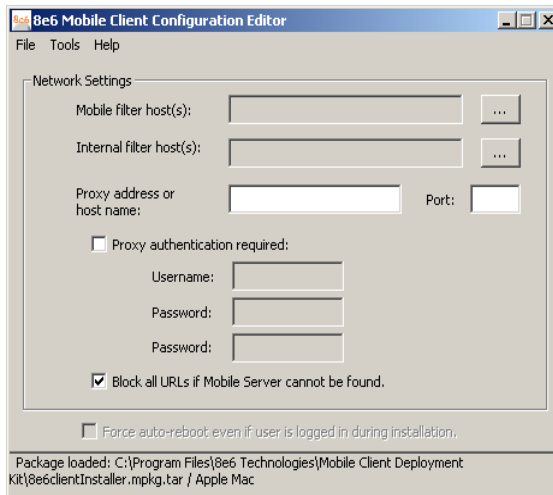 8e6 8e6 Mobile Client Configuration Editor
File Tools Help
Network Settings
Mobile filter host(s): ...
Internal filter host(s): ...
Proxy address or
host name:
Port:
Proxy authentication required:
Username:
Password:
Password:
Block all URLs if Mobile Server cannot be found.
Force auto-reboot even if user is logged in during installation.
Package loaded: C:\Program Files\8e6 Technologies\Mobile Client Deployment
Kit\8e6clientInstaller.mpkg.tar / Apple Mac